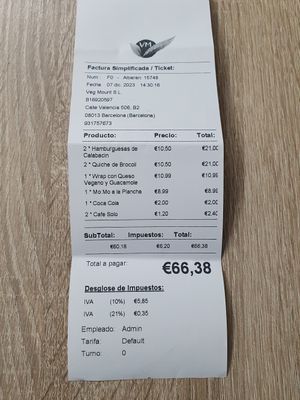 VM
Factura Simplificada / Ticket:
Num : F0 - Albaran: 15749
Fecha : 07 dic. 2023 14:30:16
Veg Mount S.L.
B16920597
Calle Valencia 506, B2
08013 Barcelona (Barcelona)
931757673
Producto: Precio: Total:
2 * Hamburguesas de Calabacin €10,50 €21,00
2 * Quiche de Brocoli €10,50 €21,00
1 * Wrap con Queso Vegano y Guacamole €10,99 €10,99
1 * Mo:Mo a la Plancha €8,99 €8,99
1 * Coca Cola €2,00 €2,00
2 * Cafe Solo €1,20 €2,40
SubTotal: Impuestos: Total:
€60,18 €6,20 €66,38
Total a pagar: €66,38
Desglose de Impuestos:
IVA (10%) €5,85
IVA (21%) €0,35
Empleado: Admin
Tarifa: Default
Turno: 0